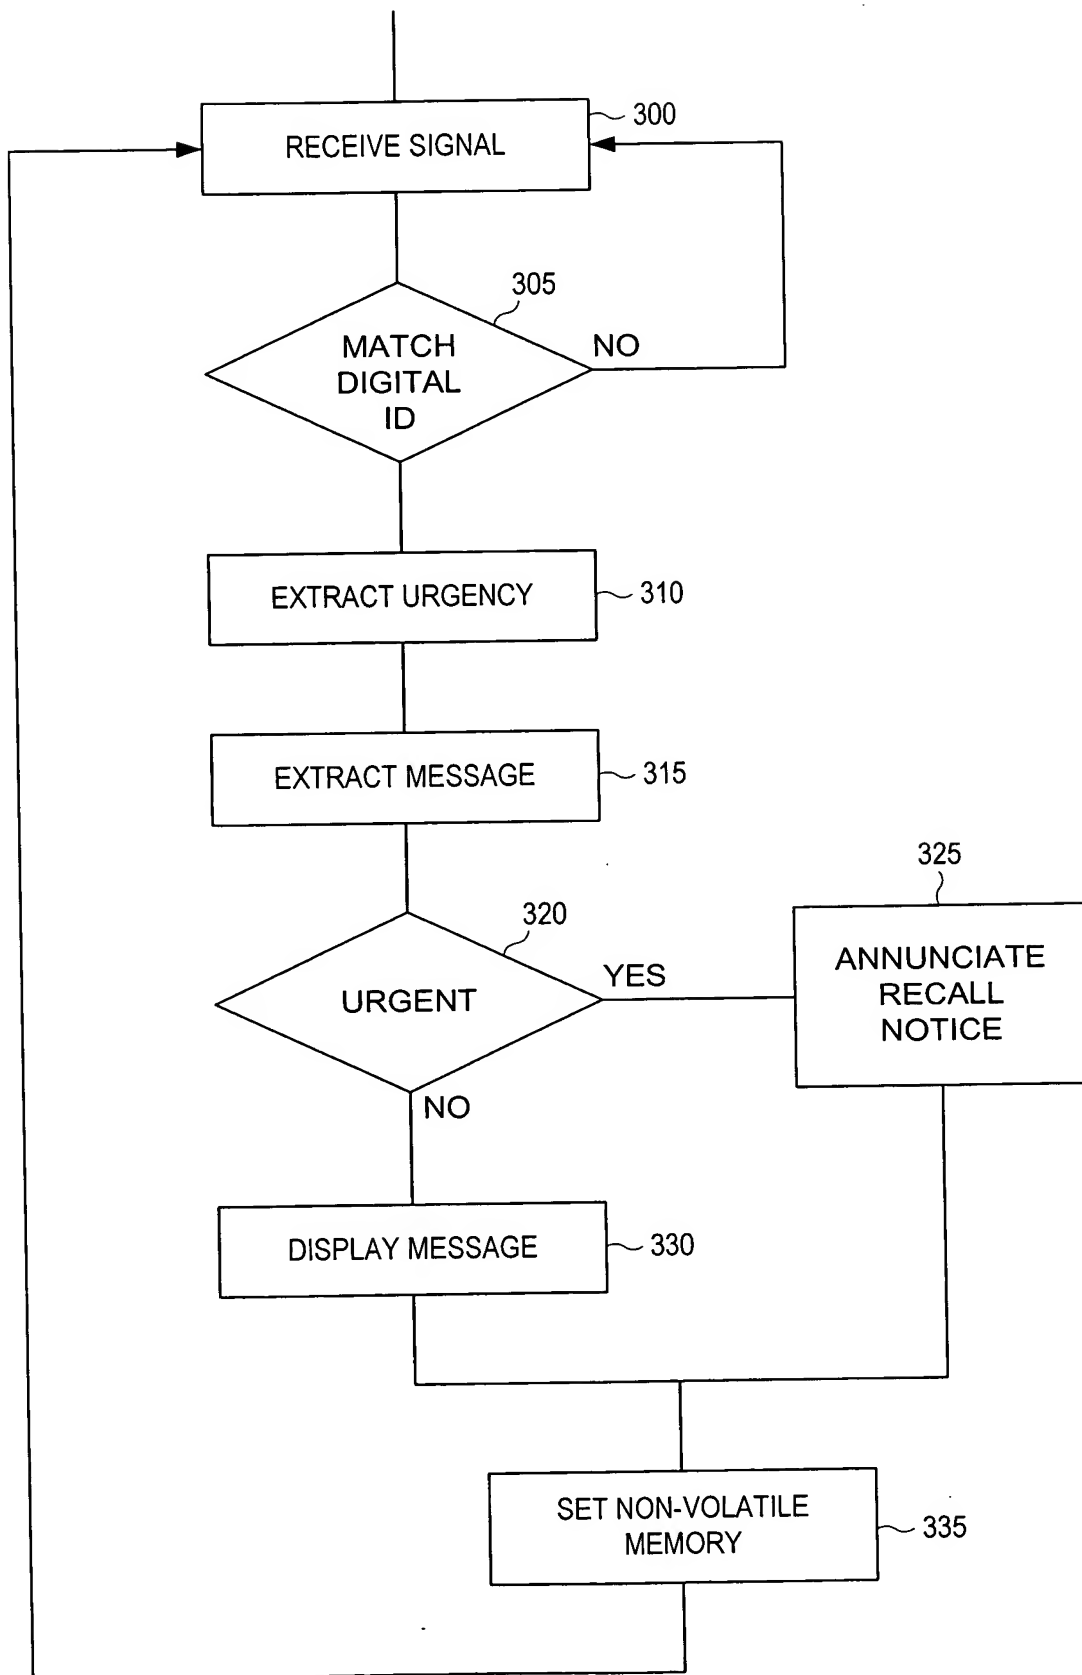 300
RECEIVE SIGNAL
305
MATCH
DIGITAL
ID
NO
EXTRACT URGENCY
310
EXTRACT MESSAGE
315
320
URGENT
YES
325
ANNUNCIATE
RECALL
NOTICE
NO
DISPLAY MESSAGE
330
SET NON-VOLATILE
MEMORY
335